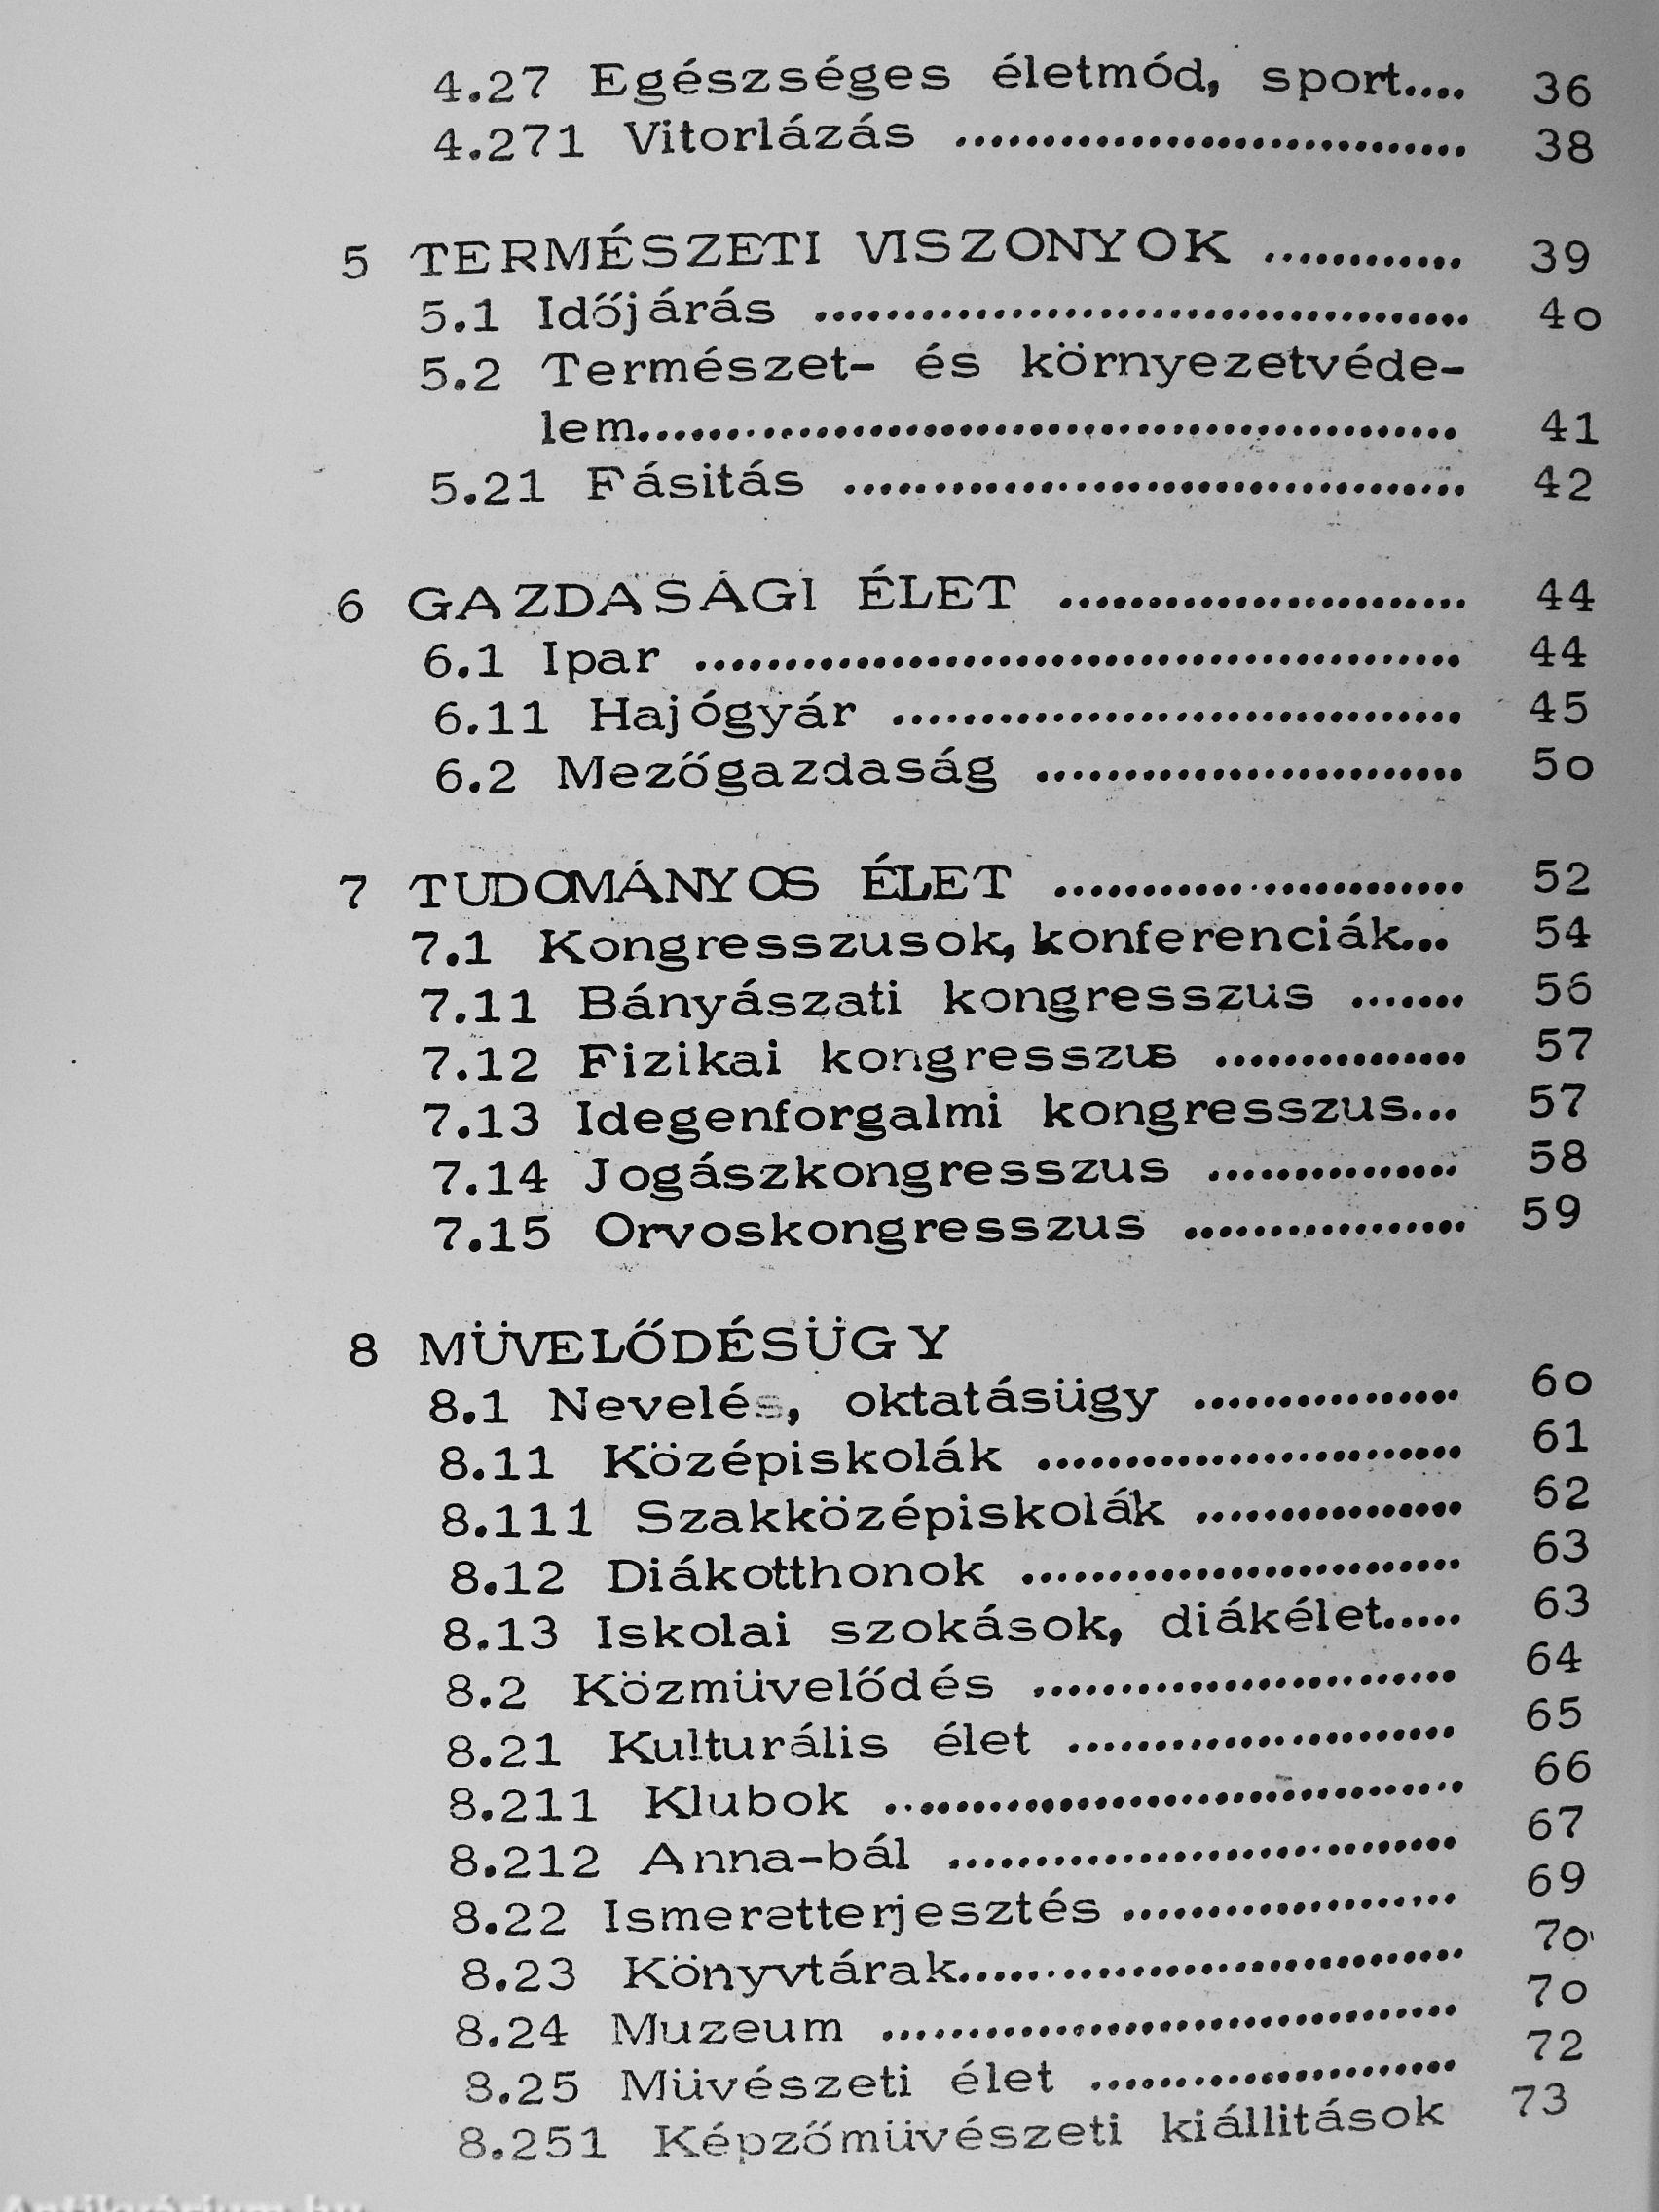 4.27 Egészséges életmód, sport.... 36
4.271 Vitorlázás .............................. 38
5 TERMÉSZETI VISZONYOK ............ 39
5.1 Időjárás ...................................... 4o
5.2 Természet- és környezetvéde-
lem................................................ 41
5.21 Fásitás .................................... 42
6 GAZDASÁGI ÉLET ........................ 44
6.1 Ipar ............................................. 44
6.11 Hajógyár ................................. 45
6.2 Mezőgazdaság ......................... 5o
7 TUDOMÁNYOS ÉLET ........................ 52
7.1 Kongresszusok, konferenciák... 54
7.11 Bányászati kongresszus ....... 56
7.12 Fizikai kongresszus ............... 57
7.13 Idegenforgalmi kongresszus... 57
7.14 Jogászkongresszus ............... 58
7.15 Orvoskongresszus ................. 59
8 MÜVELŐDÉSÜGY
8.1 Nevelés, oktatásügy ................ 6o
8.11 Középiskolák ......................... 61
8.111 Szakközépiskolák ................ 62
8.12 Diákotthonok .......................... 63
8.13 Iskolai szokások, diákélet..... 63
8.2 Közmüvelődés ......................... 64
8.21 Kulturális élet ....................... 65
8.211 Klubok .................................. 66
8.212 Anna-bál .............................. 67
8.22 Ismeretterjesztés .................... 69
8.23 Könyvtárak.............................. 7o
8.24 Muzeum .................................. 7o
8.25 Müvészeti élet ...................... 72
8.251 Képzőmüvészeti kiállitások 73